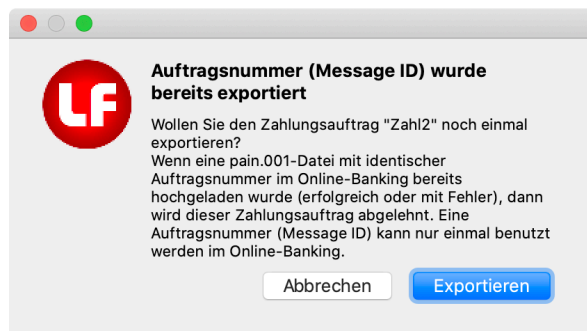 LF
Auftragsnummer (Message ID) wurde
bereits exportiert
Wollen Sie den Zahlungsauftrag "Zahl2" noch einmal
exportieren?
Wenn eine pain.001-Datei mit identischer
Auftragsnummer im Online-Banking bereits
hochgeladen wurde (erfolgreich oder mit Fehler), dann
wird dieser Zahlungsauftrag abgelehnt. Eine
Auftragsnummer (Message ID) kann nur einmal benutzt
werden im Online-Banking.
Abbrechen
Exportieren